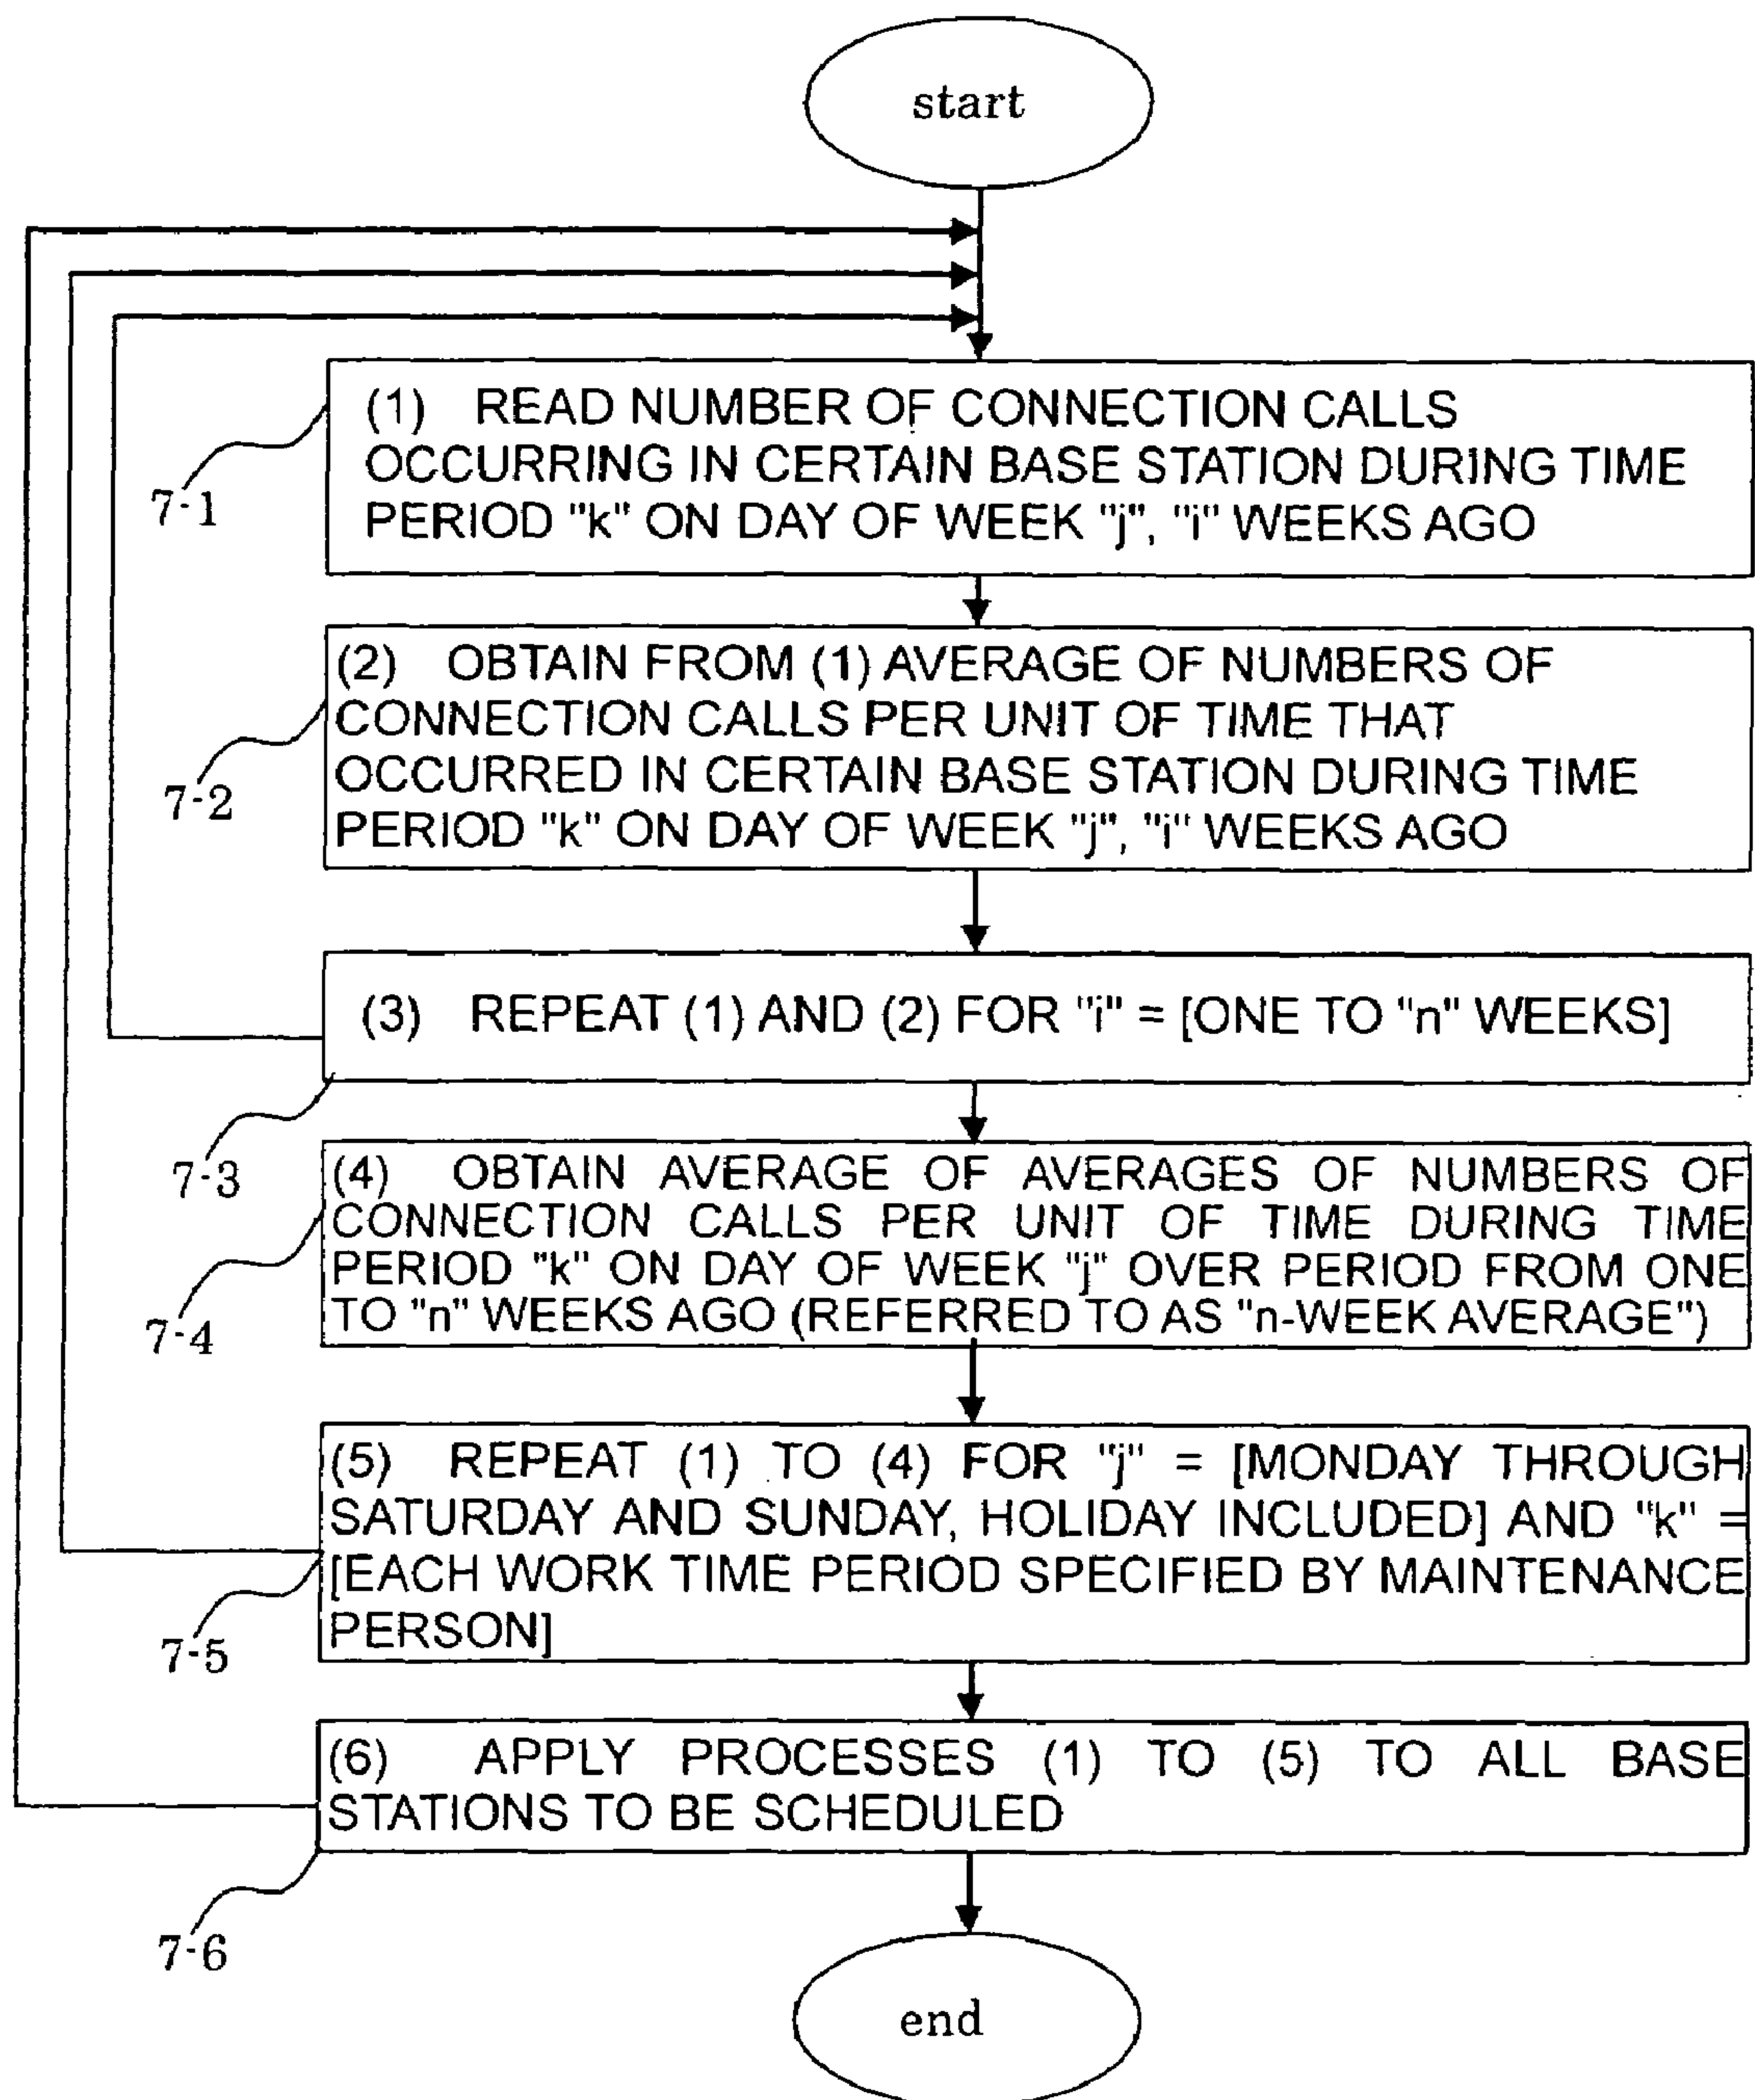 start
(1) READ NUMBER OF CONNECTION CALLS
OCCURRING IN CERTAIN BASE STATION DURING TIME
PERIOD "k" ON DAY OF WEEK "j", "i" WEEKS AGO
7-1
(2) OBTAIN FROM (1) AVERAGE OF NUMBERS OF
CONNECTION CALLS PER UNIT OF TIME THAT
OCCURRED IN CERTAIN BASE STATION DURING TIME
PERIOD "k" ON DAY OF WEEK "j", "i" WEEKS AGO
7-2
(3) REPEAT (1) AND (2) FOR "i" = [ONE TO "n" WEEKS]
7-3
(4) OBTAIN AVERAGE OF AVERAGES OF NUMBERS OF
CONNECTION CALLS PER UNIT OF TIME DURING TIME
PERIOD "k" ON DAY OF WEEK "j" OVER PERIOD FROM ONE
TO "n" WEEKS AGO (REFERRED TO AS "n-WEEK AVERAGE")
7-4
(5) REPEAT (1) TO (4) FOR "j" = [MONDAY THROUGH
SATURDAY AND SUNDAY, HOLIDAY INCLUDED] AND "k" =
[EACH WORK TIME PERIOD SPECIFIED BY MAINTENANCE
PERSON]
7-5
(6) APPLY PROCESSES (1) TO (5) TO ALL BASE
STATIONS TO BE SCHEDULED
7-6
end